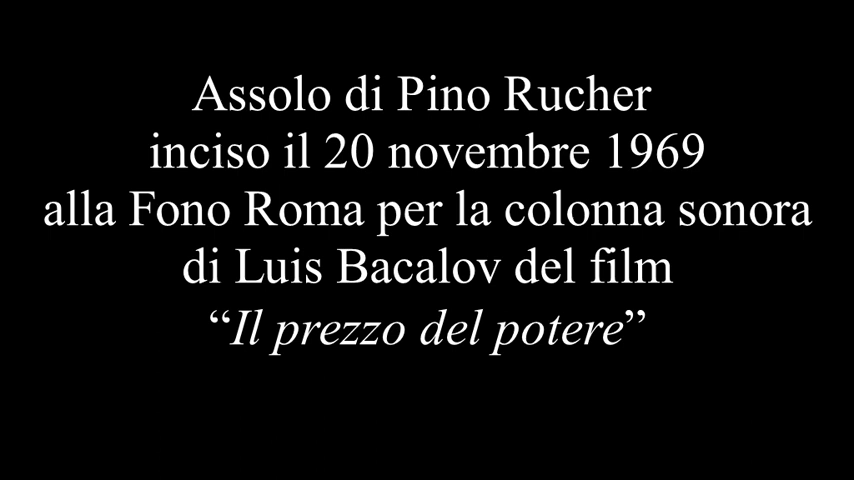 Assolo di Pino Rucher
inciso il 20 novembre 1969
alla Fono Roma per la colonna sonora
di Luis Bacalov del film
“Il prezzo del potere”